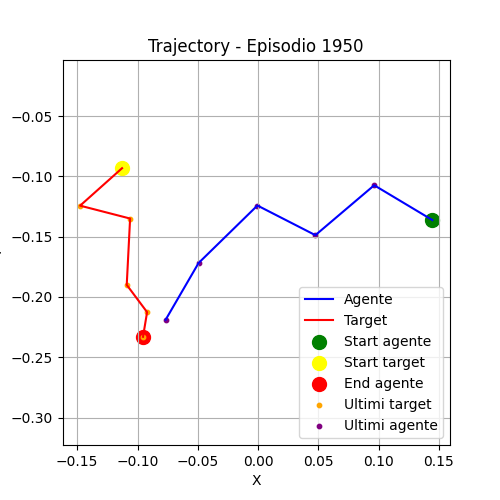 Trajectory - Episodio 1950
−0.05
−0.10
−0.15
−0.20
−0.25
−0.30
Agente
Target
Start agente
Start target
End agente
Ultimi target
Ultimi agente
−0.15
−0.10
−0.05
0.00
0.05
0.10
0.15
X